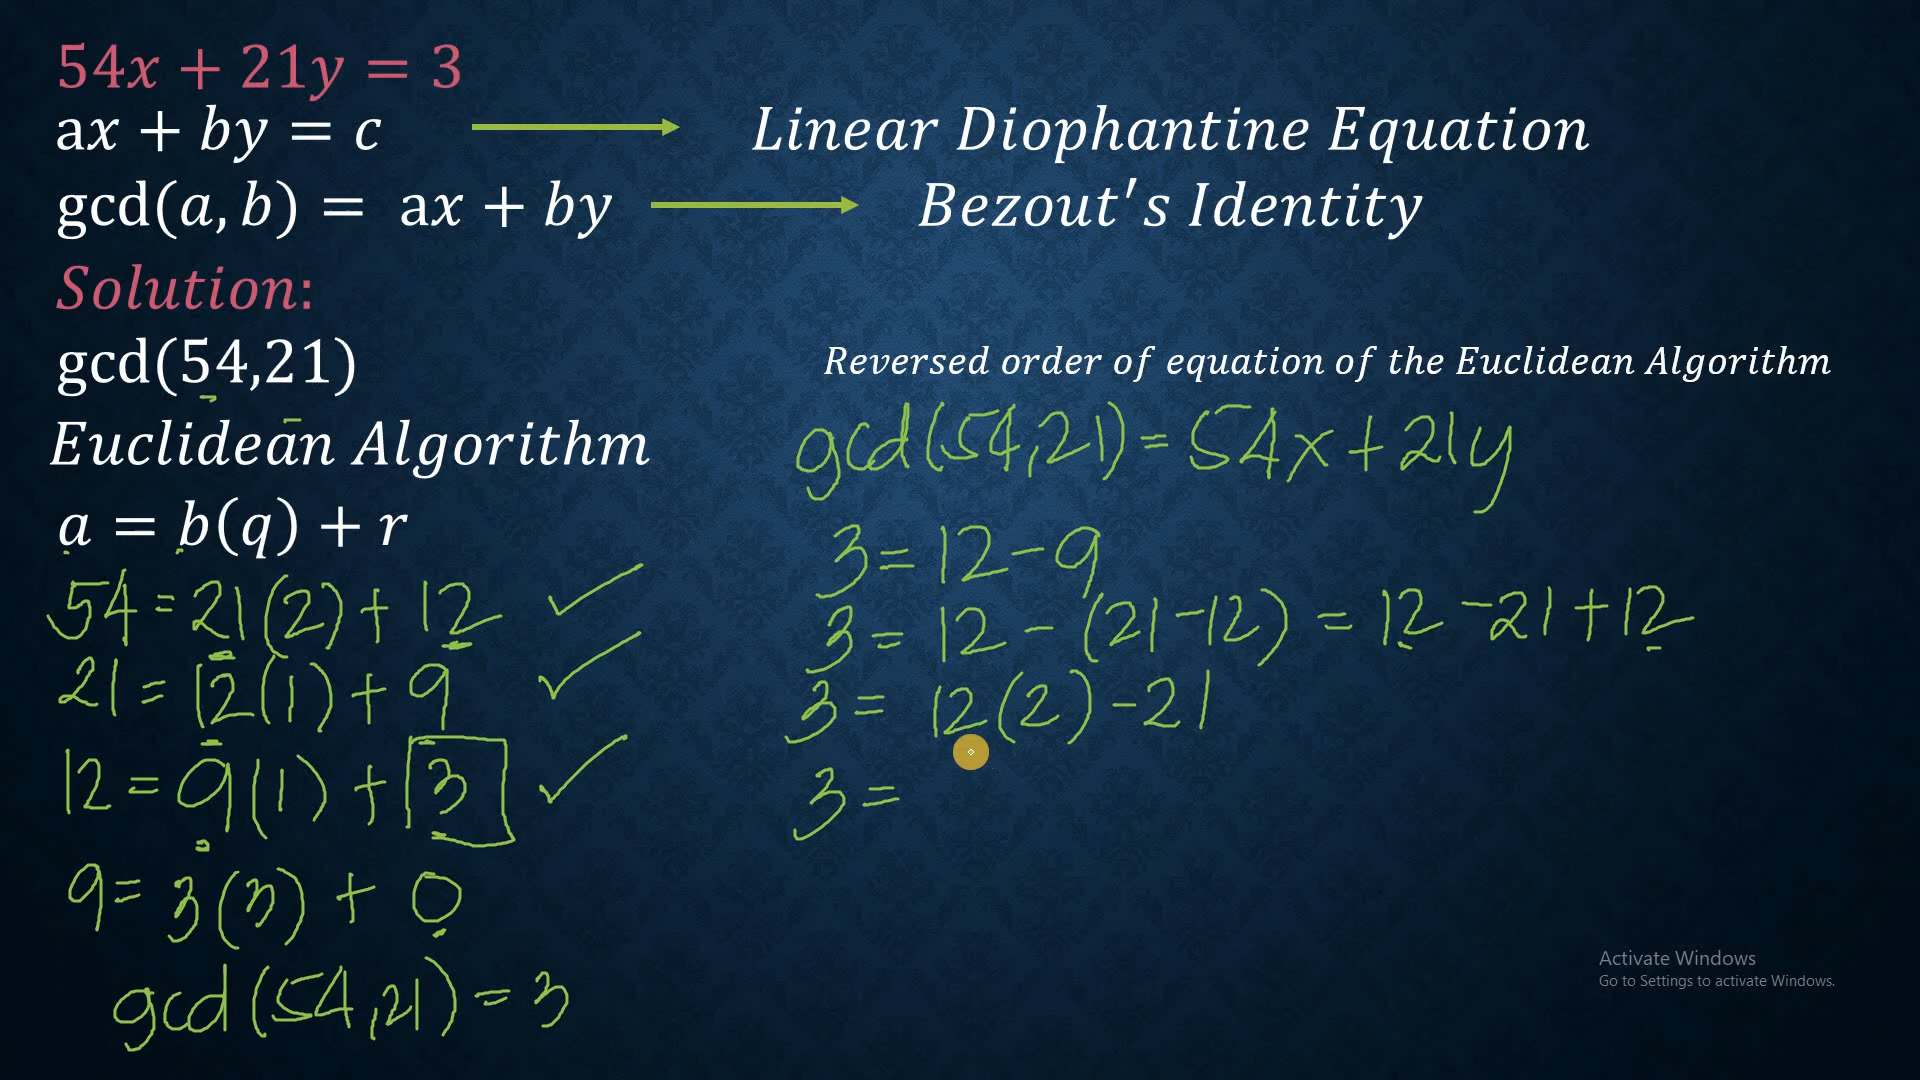 54x + 21y = 3
ax + by = c
Linear Diophantine Equation
gcd(a, b) = ax + by
Bezout's Identity
Solution:
gcd(54,21)
Euclidean Algorithm
a = b(q) + r
54 = 21(2) + 12
21 = 12(1) + 9
12 = 9(1) + 3
9 = 3(3) + 0
gcd(54,21) = 3
Reversed order of equation of the Euclidean Algorithm
gcd(54,21) = 54x + 21y
3 = 12 - 9
3 = 12 - (21 - 12) = 12 - 21 + 12
3 = 12(2) - 21
3 =
Activate Windows
Go to Settings to activate Windows.